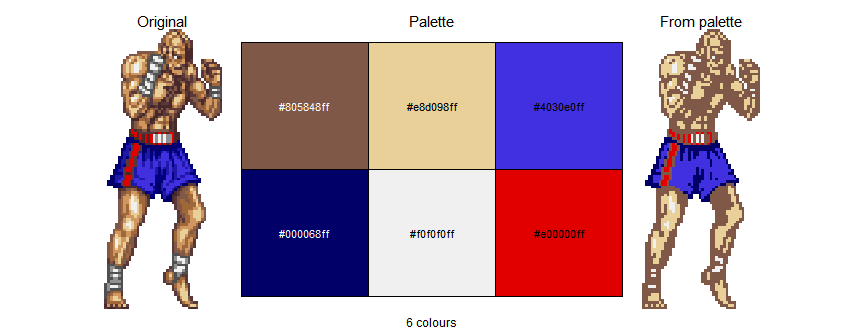 Original Palette From palette
#805848ff #e8d098ff #4030e0ff
#000068ff #f0f0f0ff #e00000ff
6 colours